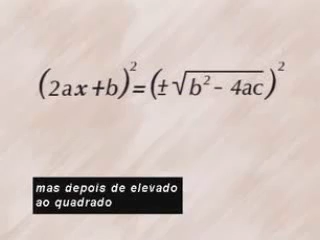 (2ax+b)²=(±√b²- 4ac)²
mas depois de elevado
ao quadrado